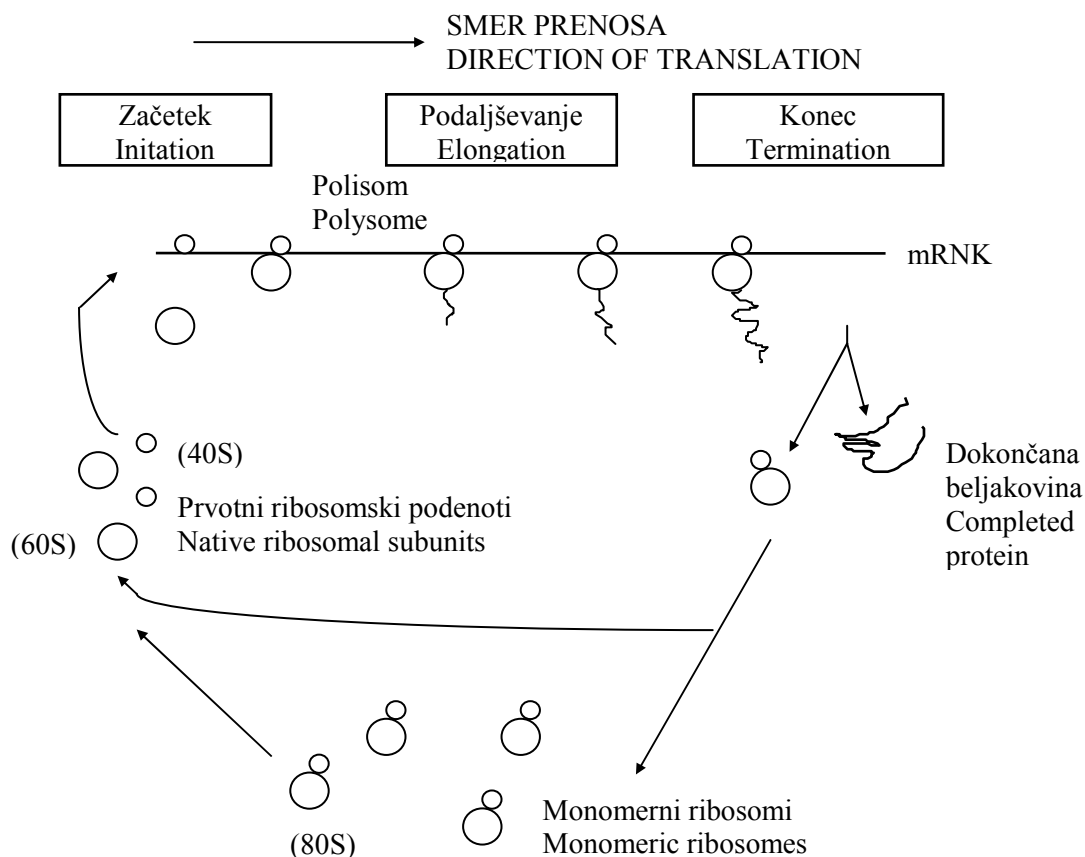 SMER PRENOSA
DIRECTION OF TRANSLATION
Začetek
Initation
Podaljševanje
Elongation
Konec
Termination
Polisom
Polysome
mRNK
(40S)
Prvotni ribosomski podenoti
Native ribosomal subunits
(60S)
Dokončana
beljakovina
Completed
protein
Monomerni ribosomi
Monomeric ribosomes
(80S)